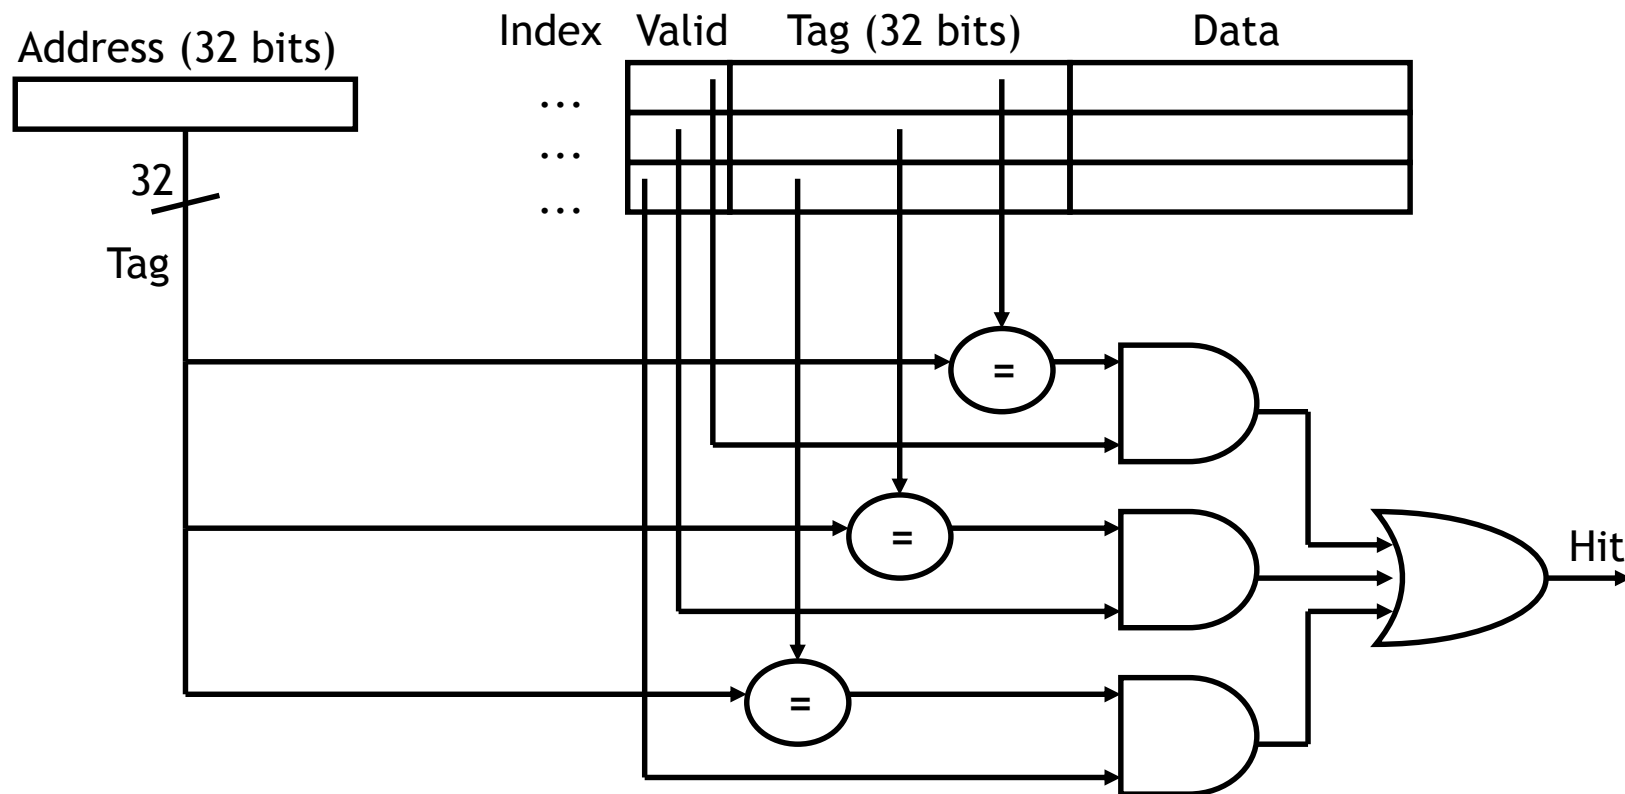 Address (32 bits)
Index Valid Tag (32 bits) Data
...
...
...
32
Tag
=
=
=
Hit